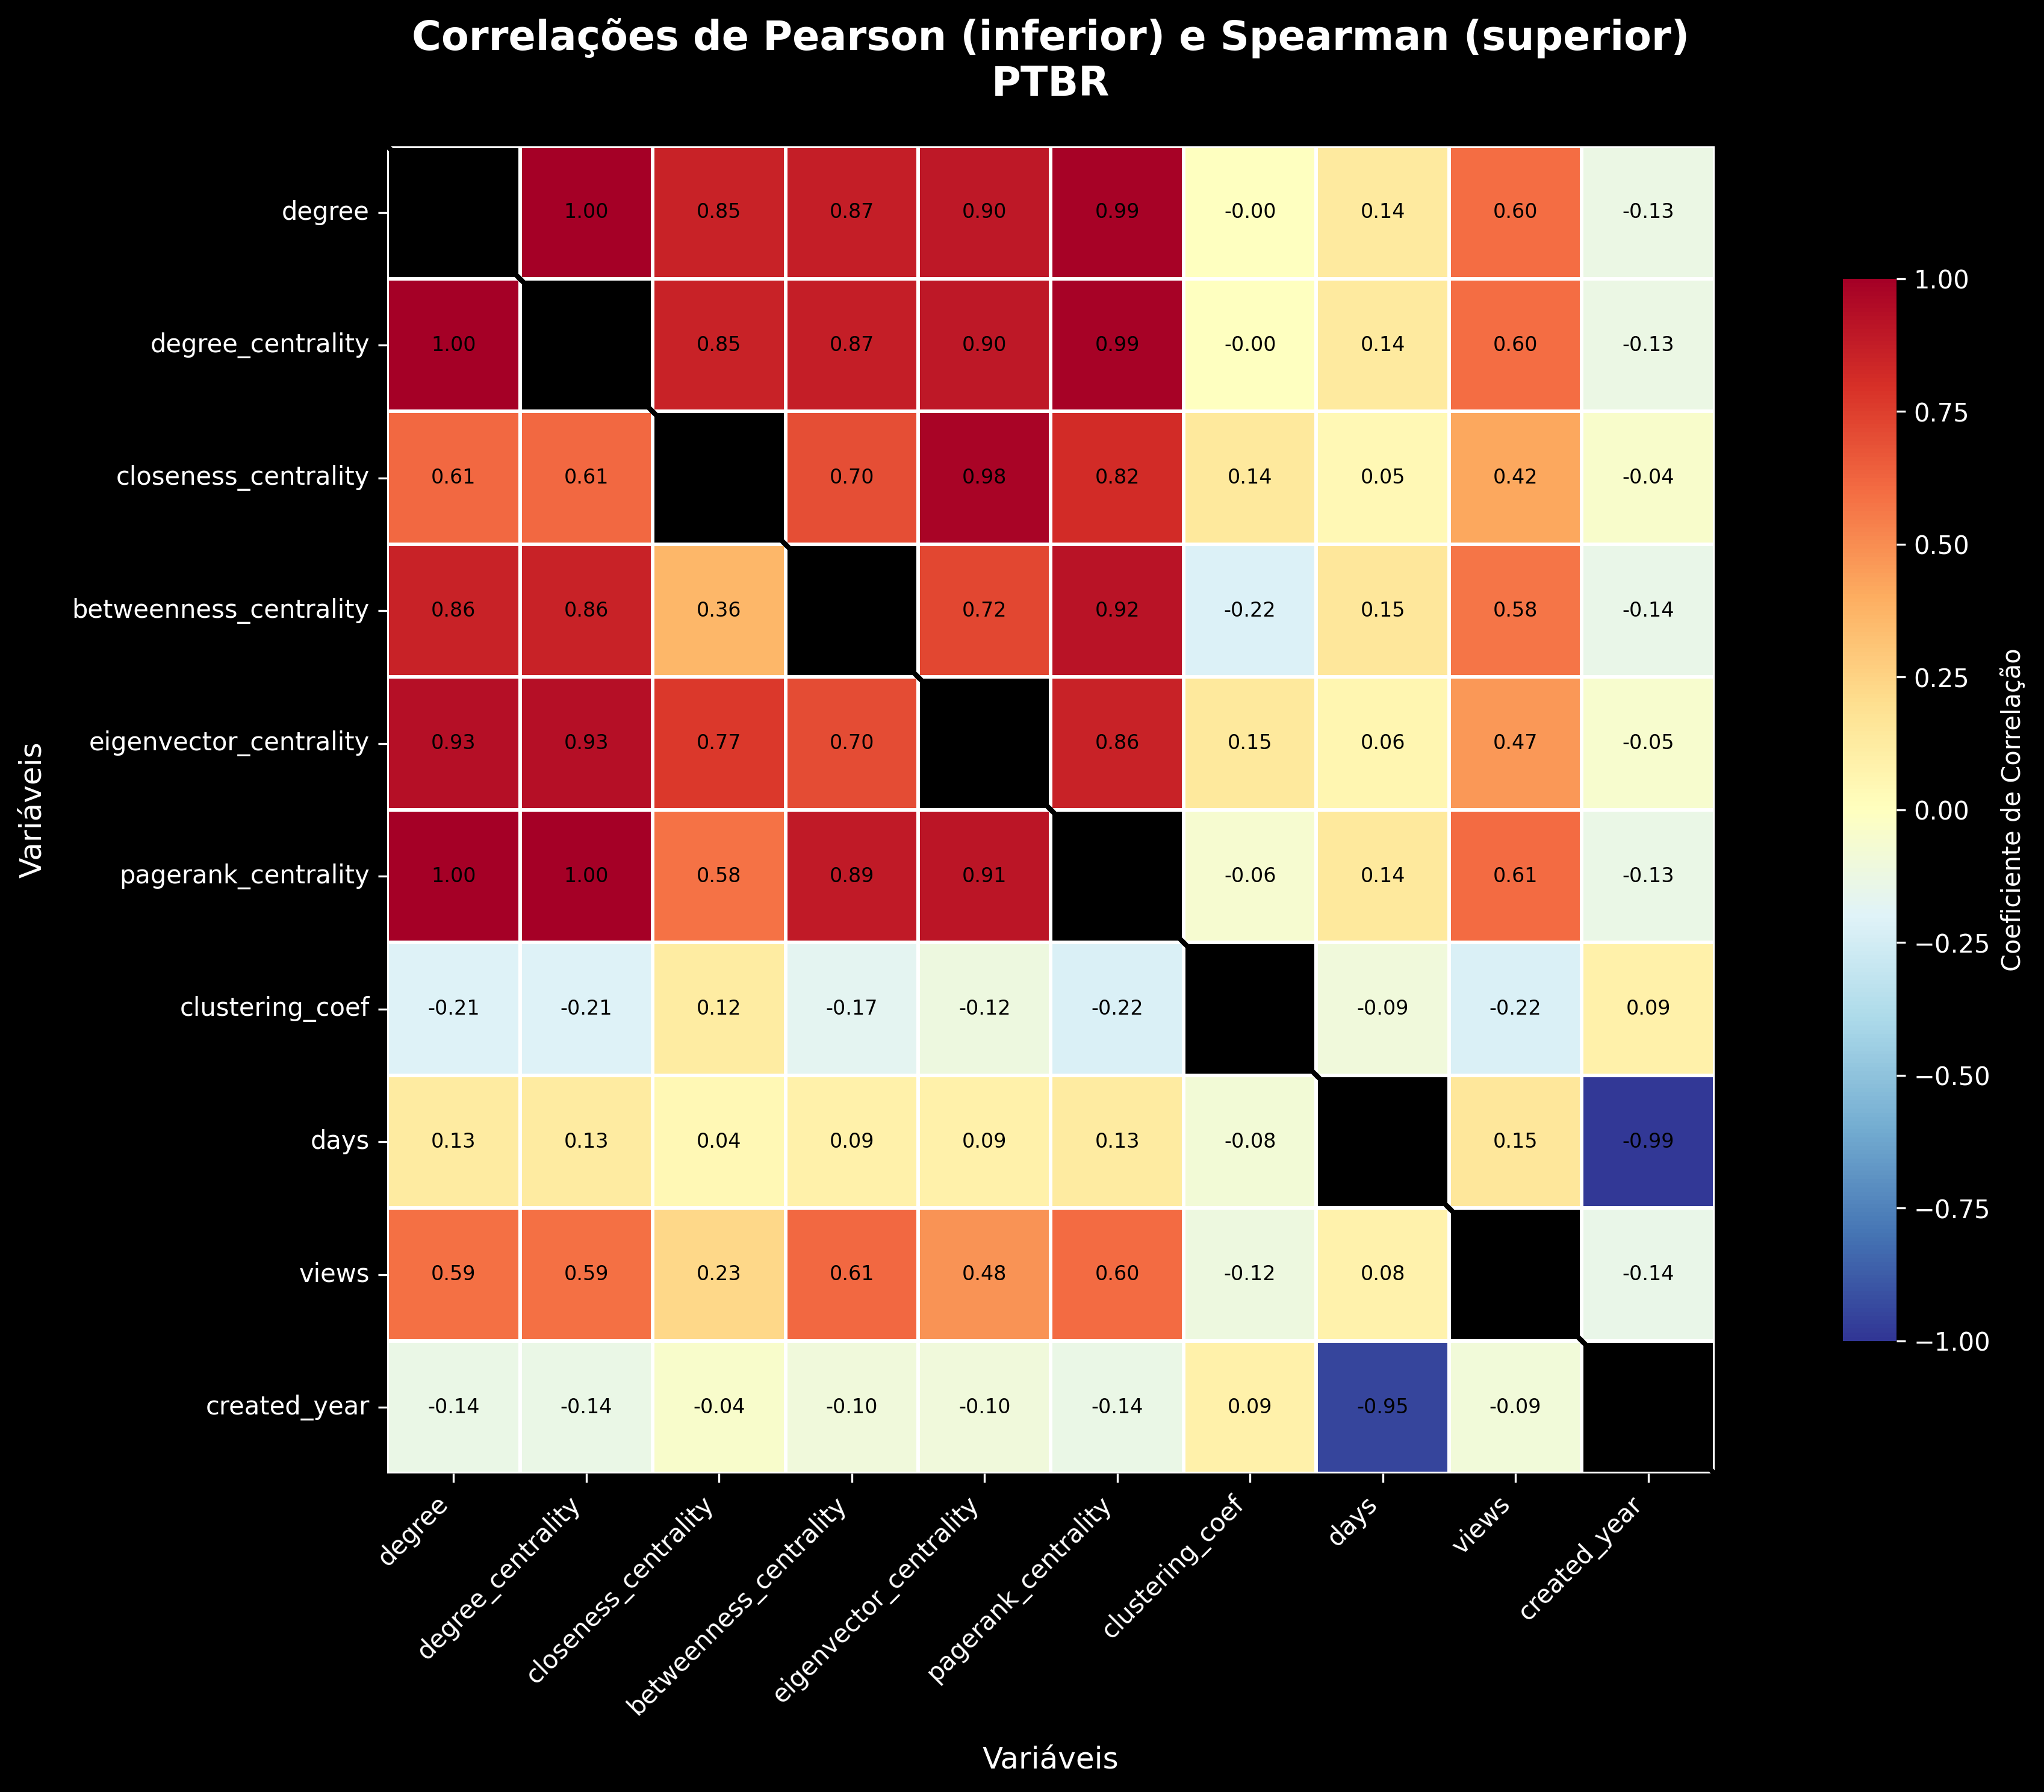 Correlações de Pearson (inferior) e Spearman (superior)
PTBR
degree 1.00 0.85 0.87 0.90 0.99 -0.00 0.14 0.60 -0.13
degree_centrality 1.00 0.85 0.87 0.90 0.99 -0.00 0.14 0.60 -0.13
closeness_centrality 0.61 0.61 0.70 0.98 0.82 0.14 0.05 0.42 -0.04
betweenness_centrality 0.86 0.86 0.36 0.72 0.92 -0.22 0.15 0.58 -0.14
eigenvector_centrality 0.93 0.93 0.77 0.70 0.86 0.15 0.06 0.47 -0.05
pagerank_centrality 1.00 1.00 0.58 0.89 0.91 -0.06 0.14 0.61 -0.13
clustering_coef -0.21 -0.21 0.12 -0.17 -0.12 -0.22 -0.09 -0.22 0.09
days 0.13 0.13 0.04 0.09 0.09 0.13 -0.08 0.15 -0.99
views 0.59 0.59 0.23 0.61 0.48 0.60 -0.12 0.08 -0.14
created_year -0.14 -0.14 -0.04 -0.10 -0.10 -0.14 0.09 -0.95 -0.09
Variáveis
degree
degree_centrality
closeness_centrality
betweenness_centrality
eigenvector_centrality
pagerank_centrality
clustering_coef
days
views
created_year
Variáveis
1.00
0.75
0.50
0.25
0.00
−0.25
−0.50
−0.75
−1.00
Coeficiente de Correlação